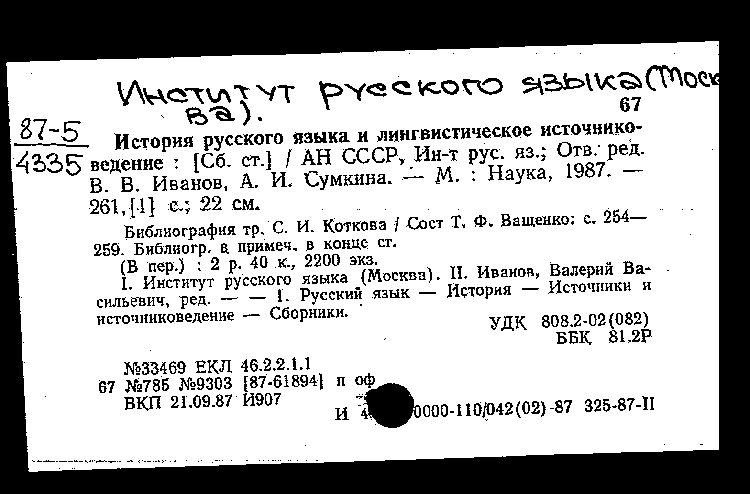 Институт русского языка (Моск
ва).
67
87-5
4335
История русского языка и лингвистическое источнико-
ведение : [Сб. ст.] / АН СССР, Ин-т рус. яз.; Отв. ред.
В. В. Иванов, А. И. Сумкина. — М. : Наука, 1987. —
261,[1] с.; 22 см.
Библиография тр. С. И. Коткова / Сост Т. Ф. Ващенко: с. 254—
259. Библиогр. в примеч. в конце ст.
(В пер.) : 2 р. 40 к., 2200 экз.
I. Институт русского языка (Москва). II. Иванов, Валерий Ва-
сильевич, ред. — — 1. Русский язык — История — Источники и
источниковедение — Сборники.
УДК 808.2-02(082)
ББК 81.2Р
№33469 ЕКЛ 46.2.2.1.1
67 №785 №9303 [87-61894] п оф
ВКП 21.09.87 И907
И 4 0000-110/042(02)-87 325-87-II